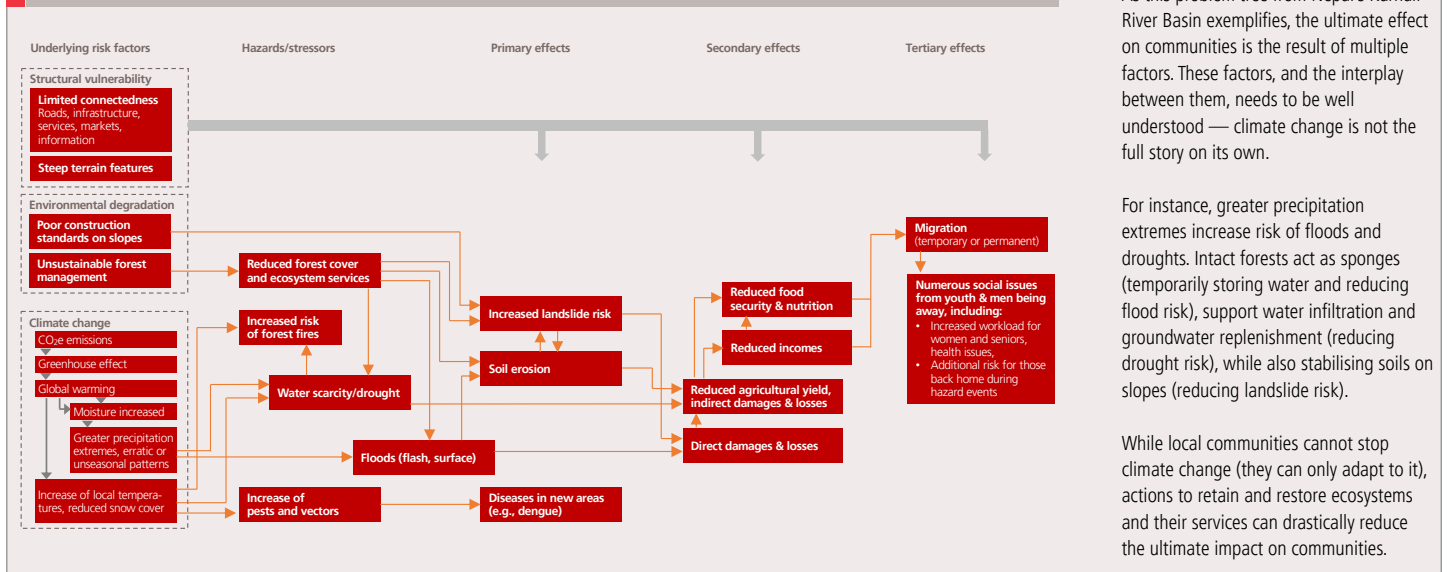 Underlying risk factors
Hazards/stressors
Primary effects
Secondary effects
Tertiary effects
Structural vulnerability
Limited connectedness
Roads, infrastructure,
services, markets,
information
Steep terrain features
Environmental degradation
Poor construction
standards on slopes
Unsustainable forest
management
Climate change
CO₂e emissions
Greenhouse effect
Global warming
Moisture increased
Greater precipitation
extremes, erratic or
unseasonal patterns
Increase of local tempera-
tures, reduced snow cover
Reduced forest cover
and ecosystem services
Increased risk
of forest fires
Water scarcity/drought
Floods (flash, surface)
Increase of
pests and vectors
Increased landslide risk
Soil erosion
Diseases in new areas
(e.g., dengue)
Reduced food
security & nutrition
Reduced incomes
Reduced agricultural yield,
indirect damages & losses
Direct damages & losses
Migration
(temporary or permanent)
Numerous social issues
from youth & men being
away, including:
• Increased workload for
women and seniors,
health issues,
• Additional risk for those
back home during
hazard events
River Basin exemplifies, the ultimate effect
on communities is the result of multiple
factors. These factors, and the interplay
between them, needs to be well
understood — climate change is not the
full story on its own.
For instance, greater precipitation
extremes increase risk of floods and
droughts. Intact forests act as sponges
(temporarily storing water and reducing
flood risk), support water infiltration and
groundwater replenishment (reducing
drought risk), while also stabilising soils on
slopes (reducing landslide risk).
While local communities cannot stop
climate change (they can only adapt to it),
actions to retain and restore ecosystems
and their services can drastically reduce
the ultimate impact on communities.